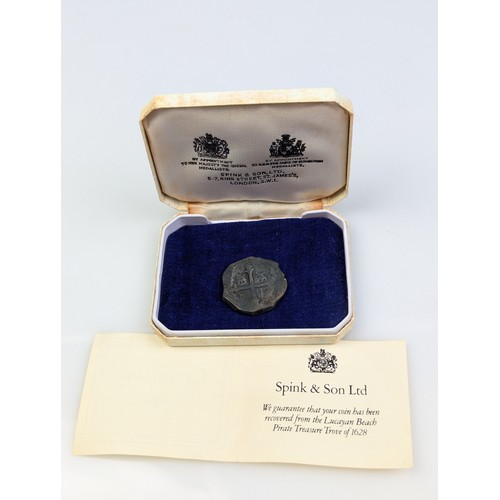 BY APPOINTMENT
TO HER MAJESTY THE QUEEN
MEDALLISTS.
BY APPOINTMENT
MEDALLISTS.
SPINK & SON, LTD.
5-7, KING STREET, ST. JAMES'S,
LONDON, S.W.1.
Spink & Son Ltd
We guarantee that your coin has been
recovered from the Lucayan Beach
Pirate Treasure Trove of 1628